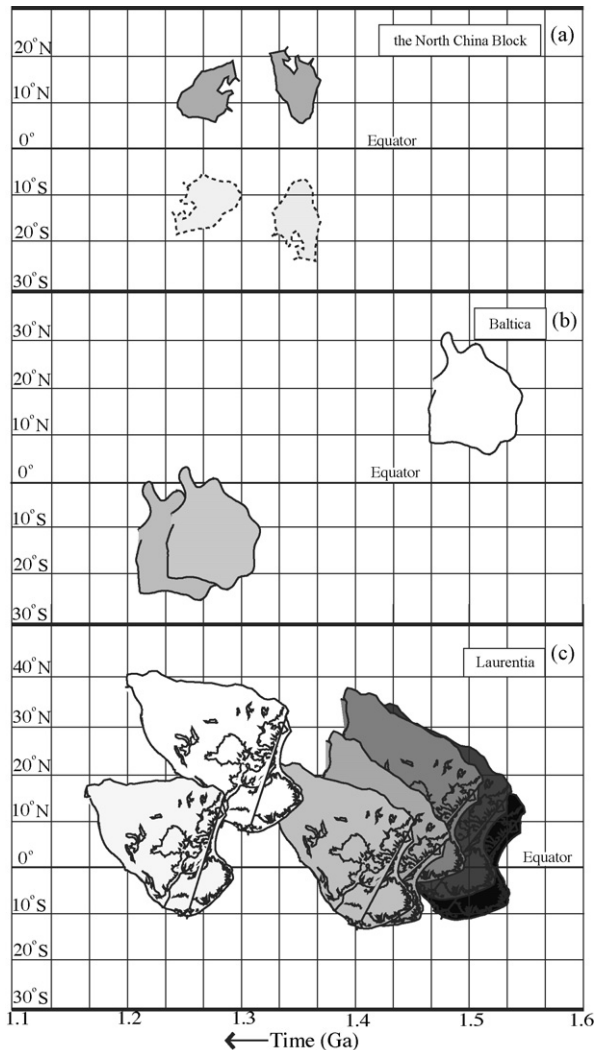 the North China Block (a)
20°N
10°N
0°
Equator
10°S
20°S
30°S
Baltica (b)
30°N
20°N
10°N
0°
Equator
10°S
20°S
30°S
Laurentia (c)
40°N
30°N
20°N
10°N
0°
Equator
10°S
20°S
30°S
1.1 1.2 1.3 1.4 1.5 1.6
Time (Ga)